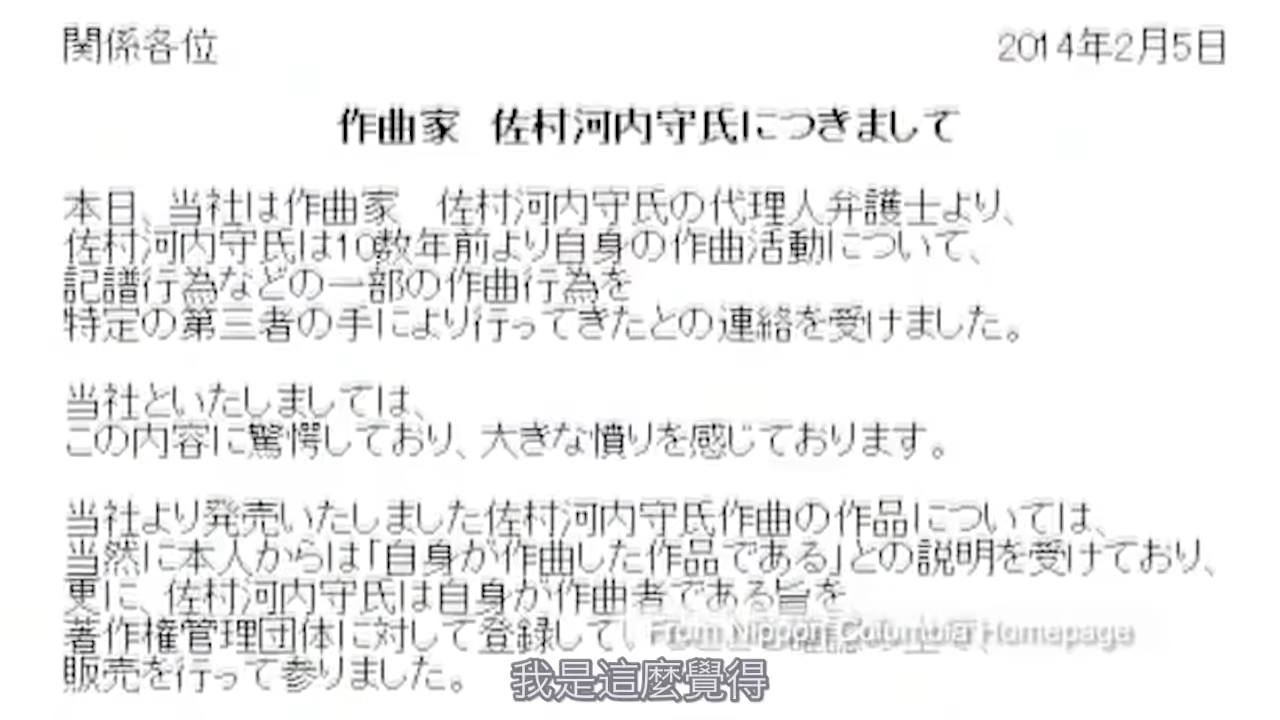 関係各位
2014年2月5日
作曲家 佐村河内守氏につきまして
本日、当社は作曲家 佐村河内守氏の代理人弁護士より、
佐村河内守氏は10数年前より自身の作曲活動について、
記譜行為などの一部の作曲行為を
特定の第三者の手により行ってきたとの連絡を受けました。
当社といたしましては、
この内容に驚愕しており、大きな憤りを感じております。
当社より発売いたしました佐村河内守氏作曲の作品については、
当然に本人からは「自身が作曲した作品である」との説明を受けており、
更に、佐村河内守氏は自身が作曲者である旨を
著作権管理団体に対して登録して、
From Nippon Columbia Homepage
販売を行って参りました。
我是這麼覺得